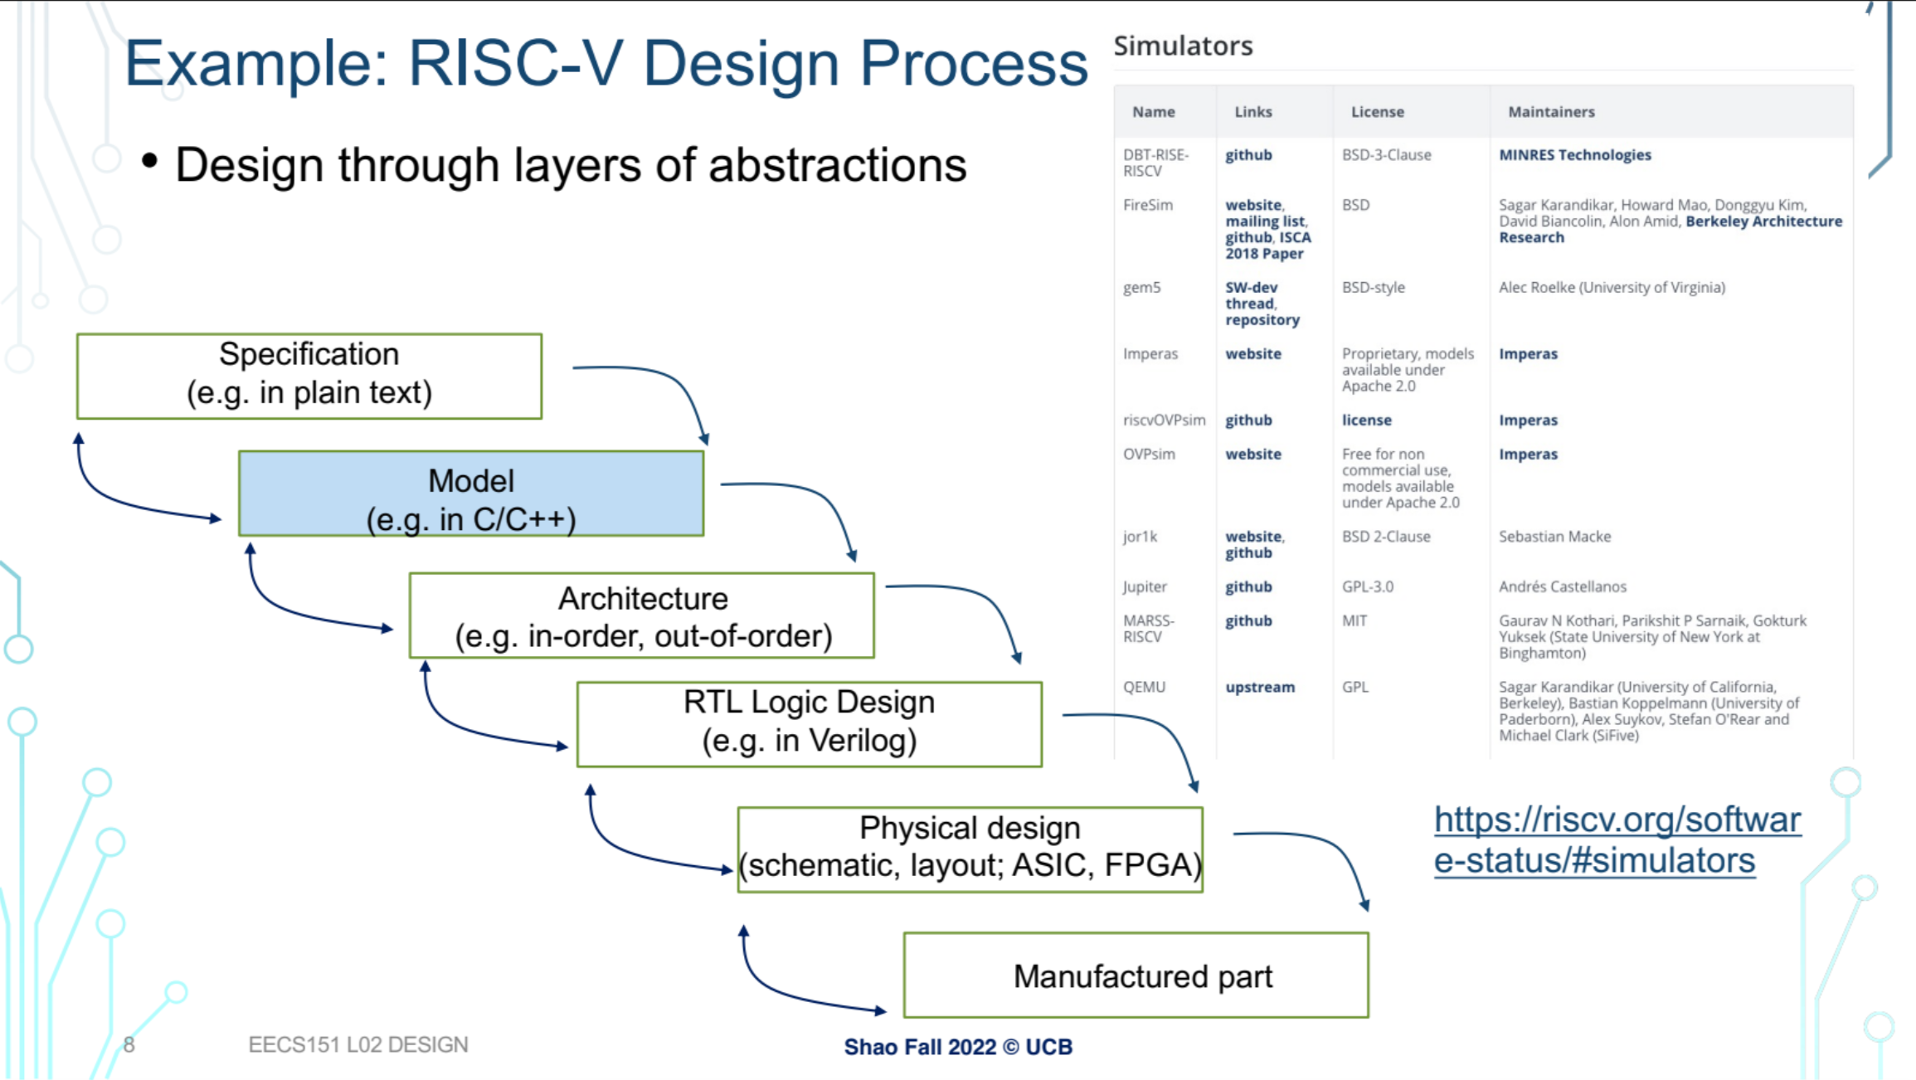 Example: RISC-V Design Process
• Design through layers of abstractions
Specification
(e.g. in plain text)
Model
(e.g. in C/C++)
Architecture
(e.g. in-order, out-of-order)
RTL Logic Design
(e.g. in Verilog)
Physical design
(schematic, layout; ASIC, FPGA)
Manufactured part
Simulators
Name Links License Maintainers
DBT-RISE- github BSD-3-Clause MINRES Technologies
RISCV
FireSim website, BSD Sagar Karandikar, Howard Mao, Donggyu Kim,
mailing list, David Biancolin, Alon Amid, Berkeley Architecture
github, ISCA Research
2018 Paper
gem5 SW-dev BSD-style Alec Roelke (University of Virginia)
thread,
repository
Imperas website Proprietary, models Imperas
available under
Apache 2.0
riscvOVPsim github license Imperas
OVPsim website Free for non Imperas
commercial use,
models available
under Apache 2.0
jor1k website, BSD 2-Clause Sebastian Macke
github
Jupiter github GPL-3.0 Andrés Castellanos
MARSS- github MIT Gaurav N Kothari, Parikshit P Sarnaik, Gokturk
RISCV Yuksek (State University of New York at
Binghamton)
QEMU upstream GPL Sagar Karandikar (University of California,
Berkeley), Bastian Koppelmann (University of
Paderborn), Alex Suykov, Stefan O'Rear and
Michael Clark (SiFive)
https://riscv.org/softwar
e-status/#simulators
8 EECS151 L02 DESIGN Shao Fall 2022 © UCB